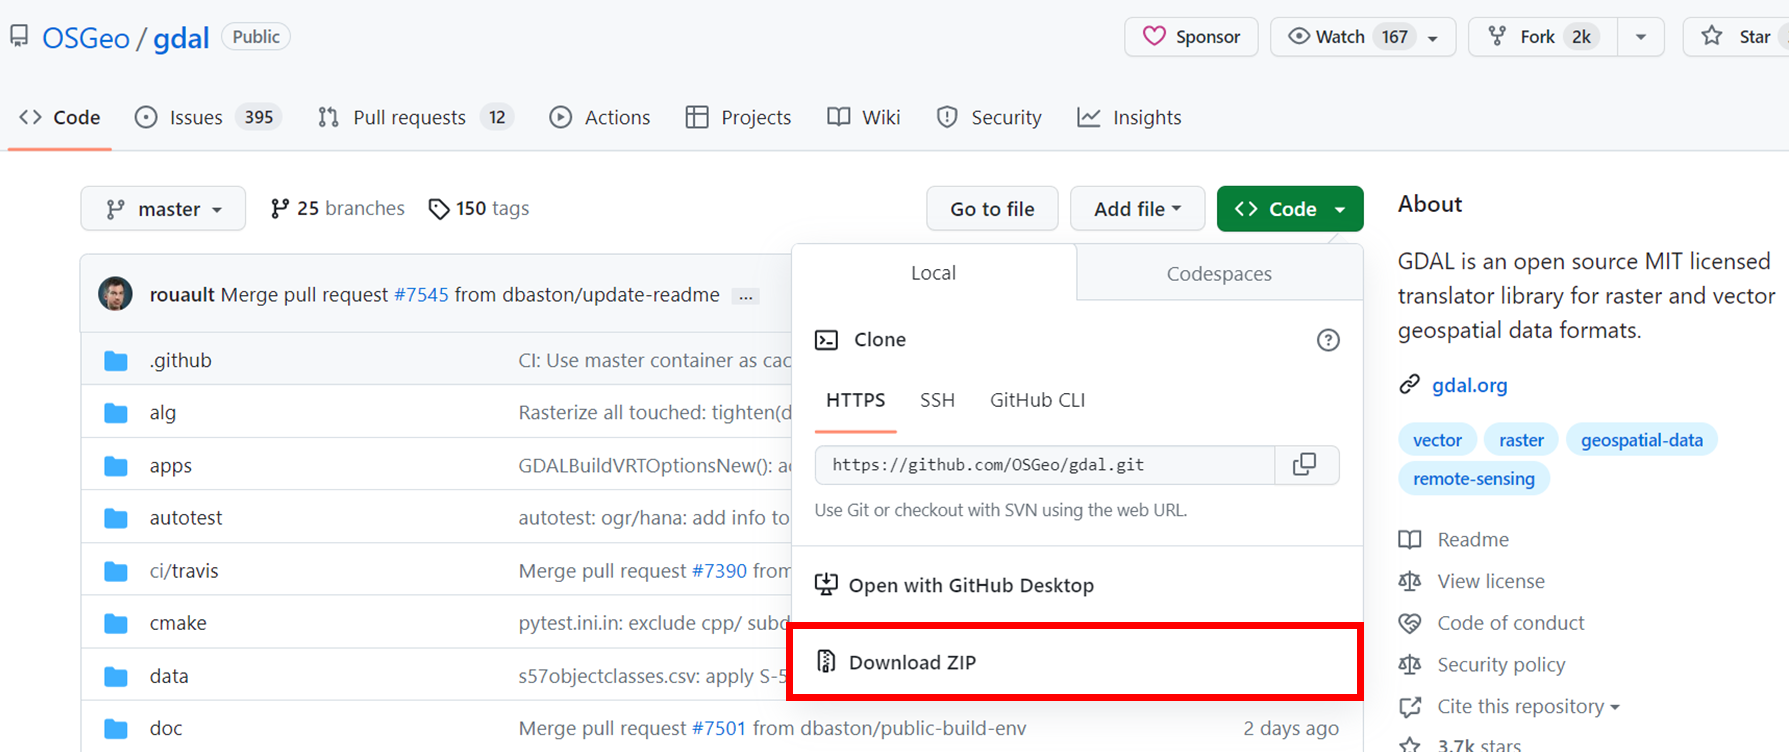 OSGeo / gdal Public
Sponsor Watch 167 Fork 2k Star
Code Issues 395 Pull requests 12 Actions Projects Wiki Security Insights
master 25 branches 150 tags Go to file Add file Code
rouault Merge pull request #7545 from dbaston/update-readme ...
.github CI: Use master container as cac
alg Rasterize all touched: tighten(d
apps GDALBuildVRTOptionsNew(): ac
autotest autotest: ogr/hana: add info to
ci/travis Merge pull request #7390 from
cmake pytest.ini.in: exclude cpp/ subd
data s57objectclasses.csv: apply S-5
doc Merge pull request #7501 from dbaston/public-build-env 2 days ago
Local Codespaces
Clone
HTTPS SSH GitHub CLI
https://github.com/OSGeo/gdal.git
Use Git or checkout with SVN using the web URL.
Open with GitHub Desktop
Download ZIP
About
GDAL is an open source MIT licensed
translator library for raster and vector
geospatial data formats.
gdal.org
vector raster geospatial-data
remote-sensing
Readme
View license
Code of conduct
Security policy
Cite this repository
3.7k stars